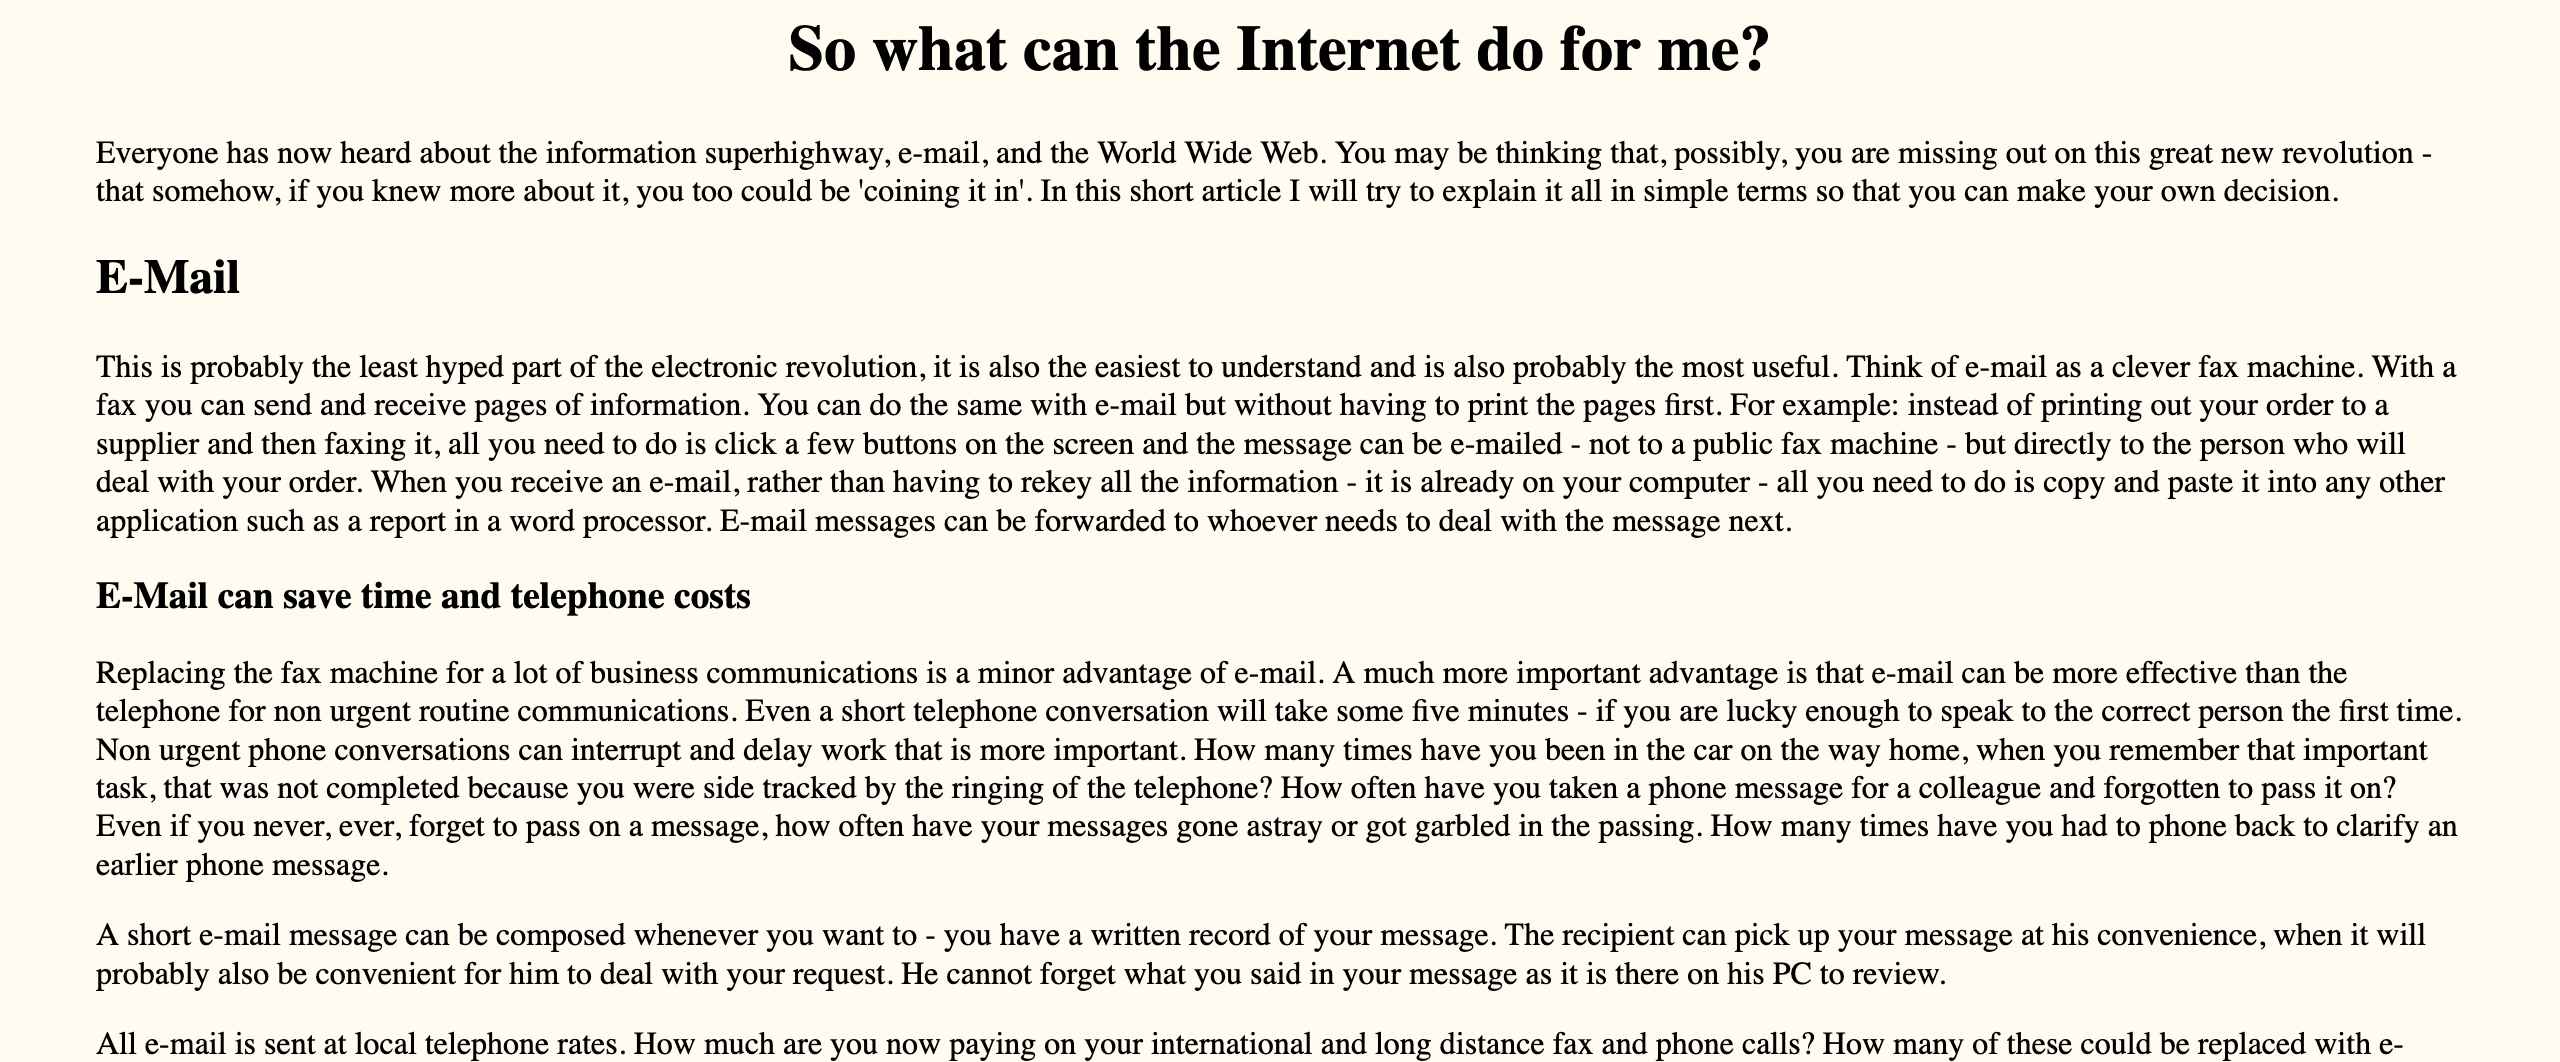 So what can the Internet do for me?
Everyone has now heard about the information superhighway, e-mail, and the World Wide Web. You may be thinking that, possibly, you are missing out on this great new revolution -
that somehow, if you knew more about it, you too could be 'coining it in'. In this short article I will try to explain it all in simple terms so that you can make your own decision.
E-Mail
This is probably the least hyped part of the electronic revolution, it is also the easiest to understand and is also probably the most useful. Think of e-mail as a clever fax machine. With a
fax you can send and receive pages of information. You can do the same with e-mail but without having to print the pages first. For example: instead of printing out your order to a
supplier and then faxing it, all you need to do is click a few buttons on the screen and the message can be e-mailed - not to a public fax machine - but directly to the person who will
deal with your order. When you receive an e-mail, rather than having to rekey all the information - it is already on your computer - all you need to do is copy and paste it into any other
application such as a report in a word processor. E-mail messages can be forwarded to whoever needs to deal with the message next.
E-Mail can save time and telephone costs
Replacing the fax machine for a lot of business communications is a minor advantage of e-mail. A much more important advantage is that e-mail can be more effective than the
telephone for non urgent routine communications. Even a short telephone conversation will take some five minutes - if you are lucky enough to speak to the correct person the first time.
Non urgent phone conversations can interrupt and delay work that is more important. How many times have you been in the car on the way home, when you remember that important
task, that was not completed because you were side tracked by the ringing of the telephone? How often have you taken a phone message for a colleague and forgotten to pass it on?
Even if you never, ever, forget to pass on a message, how often have your messages gone astray or got garbled in the passing. How many times have you had to phone back to clarify an
earlier phone message.
A short e-mail message can be composed whenever you want to - you have a written record of your message. The recipient can pick up your message at his convenience, when it will
probably also be convenient for him to deal with your request. He cannot forget what you said in your message as it is there on his PC to review.
All e-mail is sent at local telephone rates. How much are you now paying on your international and long distance fax and phone calls? How many of these could be replaced with e-